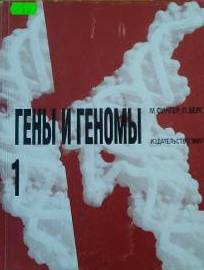 М. СИНГЕР, П. БЕРГ
ГЕНЫ И ГЕНОМЫ
ИЗДАТЕЛЬСТВО "МИР"
1